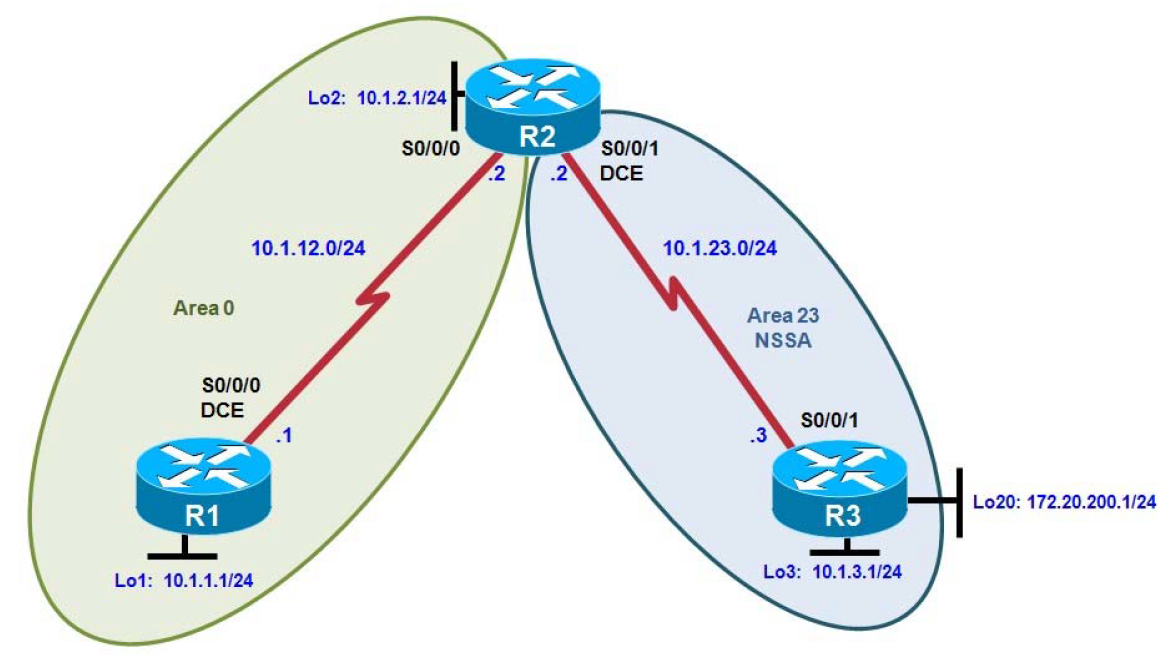 Lo2: 10.1.2.1/24
R2
S0/0/0
S0/0/1
DCE
.2
.2
10.1.12.0/24
10.1.23.0/24
Area 0
Area 23
NSSA
S0/0/0
DCE
S0/0/1
.1
.3
R1
R3
Lo20: 172.20.200.1/24
Lo1: 10.1.1.1/24
Lo3: 10.1.3.1/24